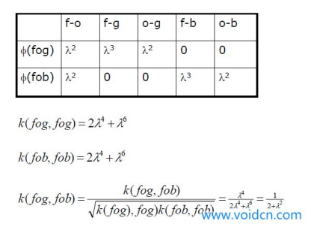 f-o f-g o-g f-b o-b
ϕ(fog) λ² λ³ λ² 0 0
ϕ(fob) λ² 0 0 λ³ λ²
k(fog, fog) = 2λ⁴ + λ⁶
k(fob, fob) = 2λ⁴ + λ⁶
k(fog, fob) = k(fog, fob) / √k(fog), fog)k(fob, fob) = λ⁴ / 2λ⁴+λ⁶ = 1 / 2+λ²
www.voidcn.com